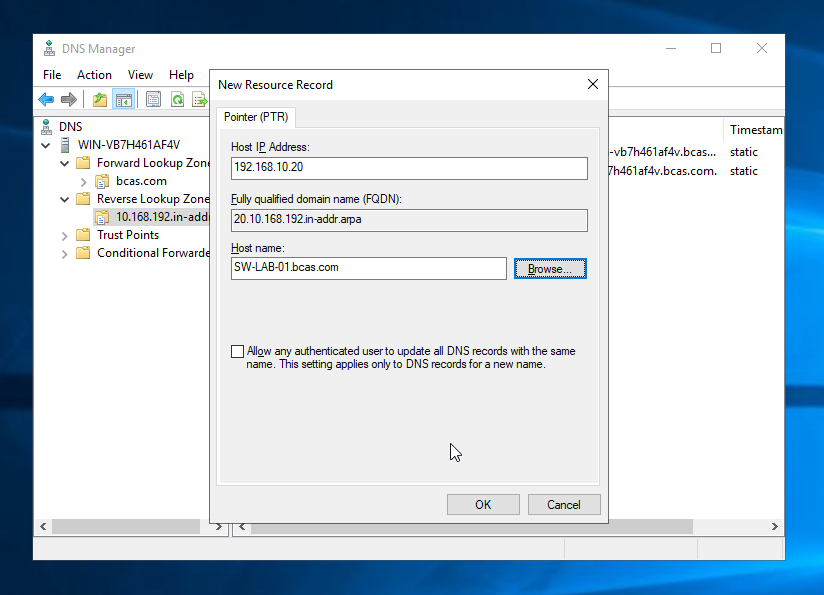 DNS Manager
File Action View Help
New Resource Record
Pointer (PTR)
Host IP Address:
192.168.10.20
Fully qualified domain name (FQDN):
20.10.168.192.in-addr.arpa
Host name:
SW-LAB-01.bcas.com
Browse...
Allow any authenticated user to update all DNS records with the same
name. This setting applies only to DNS records for a new name.
OK Cancel
DNS
WIN-VB7H461AF4V
Forward Lookup Zone
bcas.com
Reverse Lookup Zone
10.168.192.in-addr
Trust Points
Conditional Forwarde
Timestam
-vb7h461af4v.bcas... static
7h461af4v.bcas.com. static